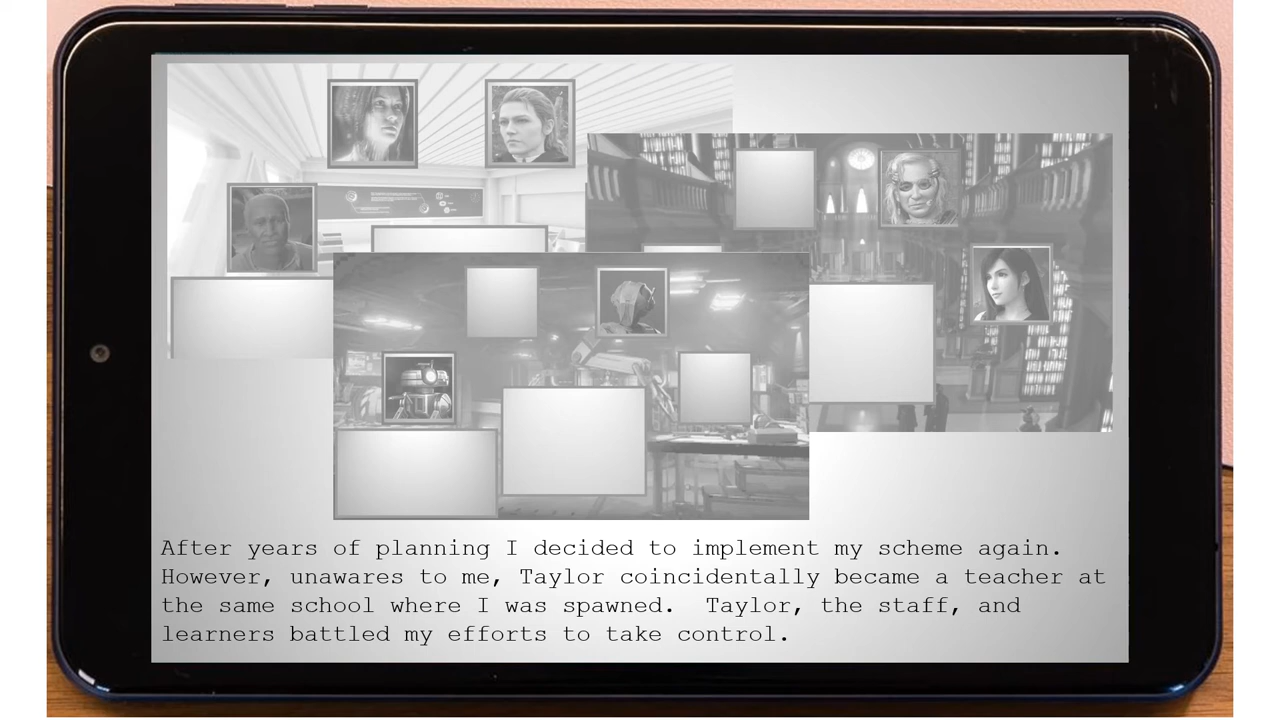 After years of planning I decided to implement my scheme again.
However, unawares to me, Taylor coincidentally became a teacher at
the same school where I was spawned.  Taylor, the staff, and
learners battled my efforts to take control.